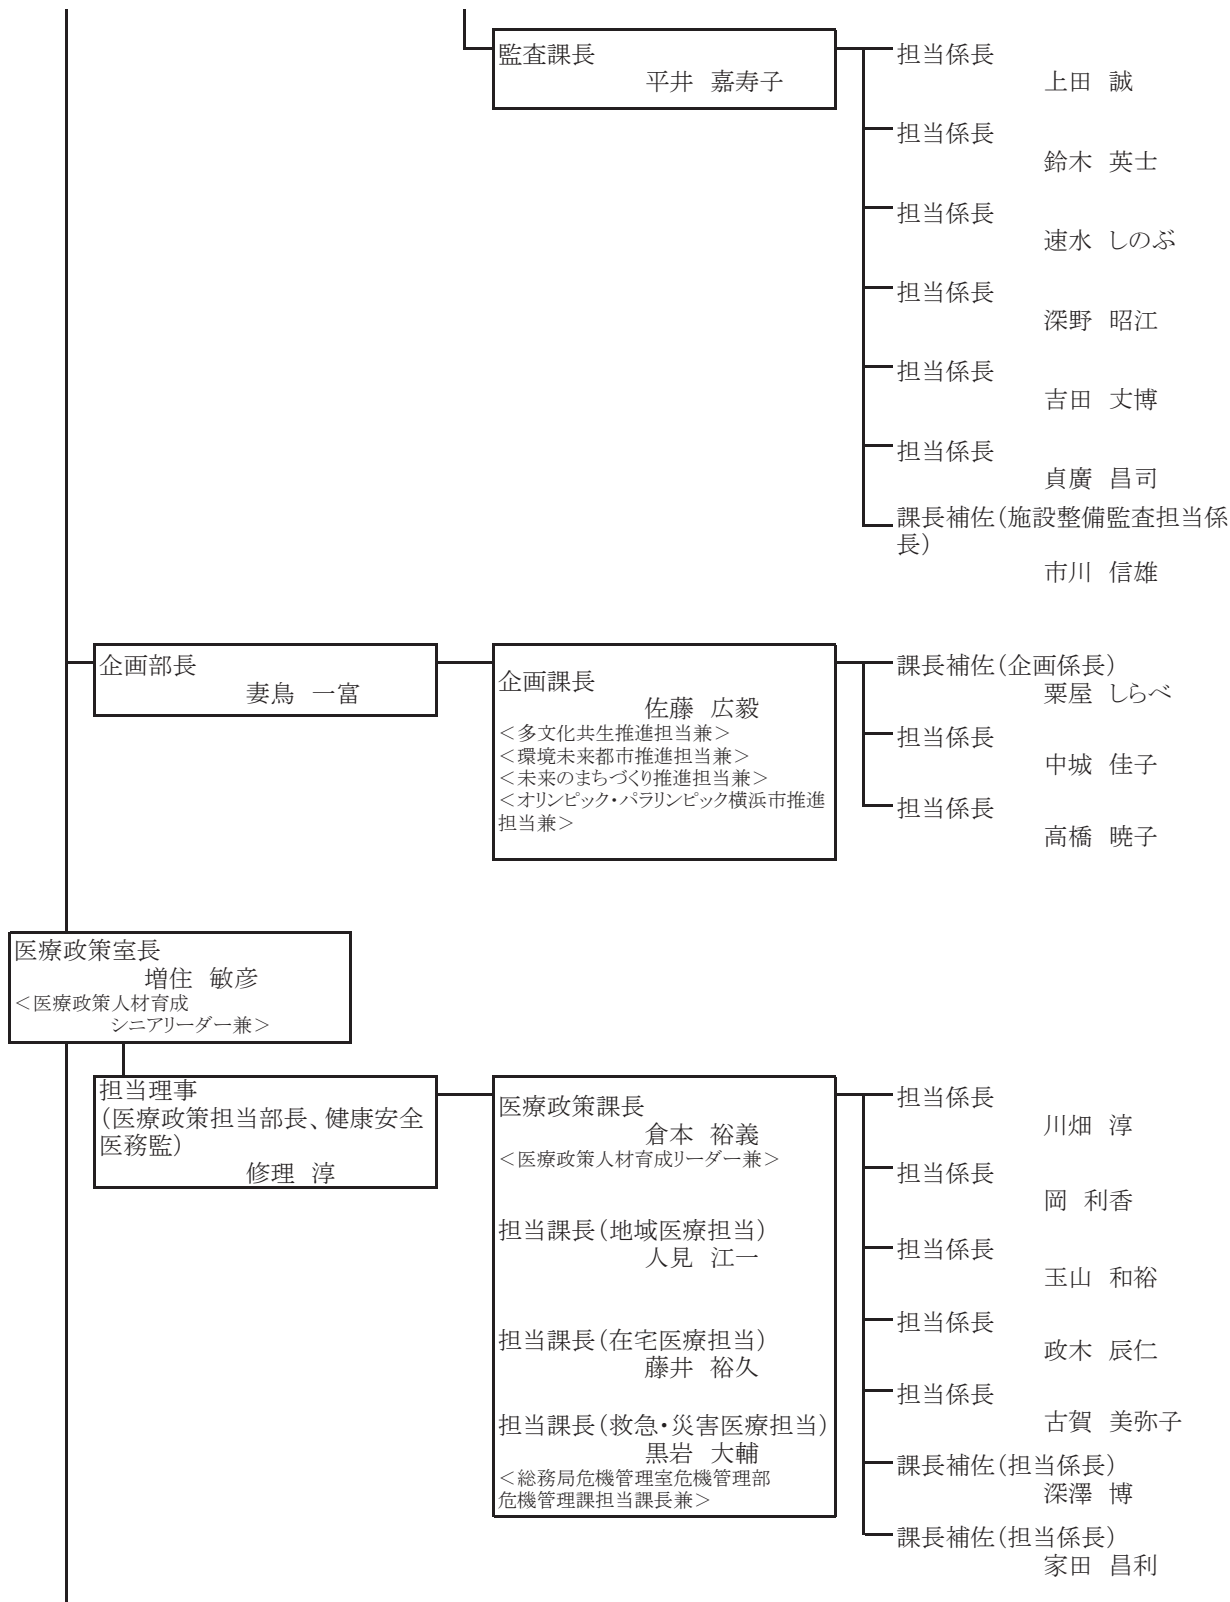 監査課長
平井 嘉寿子
担当係長
上田 誠
担当係長
鈴木 英士
担当係長
速水 しのぶ
担当係長
深野 昭江
担当係長
吉田 丈博
担当係長
貞廣 昌司
課長補佐(施設整備監査担当係
長)
市川 信雄
企画部長
妻鳥 一富
企画課長
佐藤 広毅
<多文化共生推進担当兼>
<環境未来都市推進担当兼>
<未来のまちづくり推進担当兼>
<オリンピック・パラリンピック横浜市推進
担当兼>
課長補佐(企画係長)
粟屋 しらべ
担当係長
中城 佳子
担当係長
高橋 暁子
医療政策室長
増住 敏彦
<医療政策人材育成
シニアリーダー兼>
担当理事
(医療政策担当部長、健康安全
医務監)
修理 淳
医療政策課長
倉本 裕義
<医療政策人材育成リーダー兼>
担当課長(地域医療担当)
人見 江一
担当課長(在宅医療担当)
藤井 裕久
担当課長(救急・災害医療担当)
黒岩 大輔
<総務局危機管理室危機管理部
危機管理課担当課長兼>
担当係長
川畑 淳
担当係長
岡 利香
担当係長
玉山 和裕
担当係長
政木 辰仁
担当係長
古賀 美弥子
課長補佐(担当係長)
深澤 博
課長補佐(担当係長)
家田 昌利